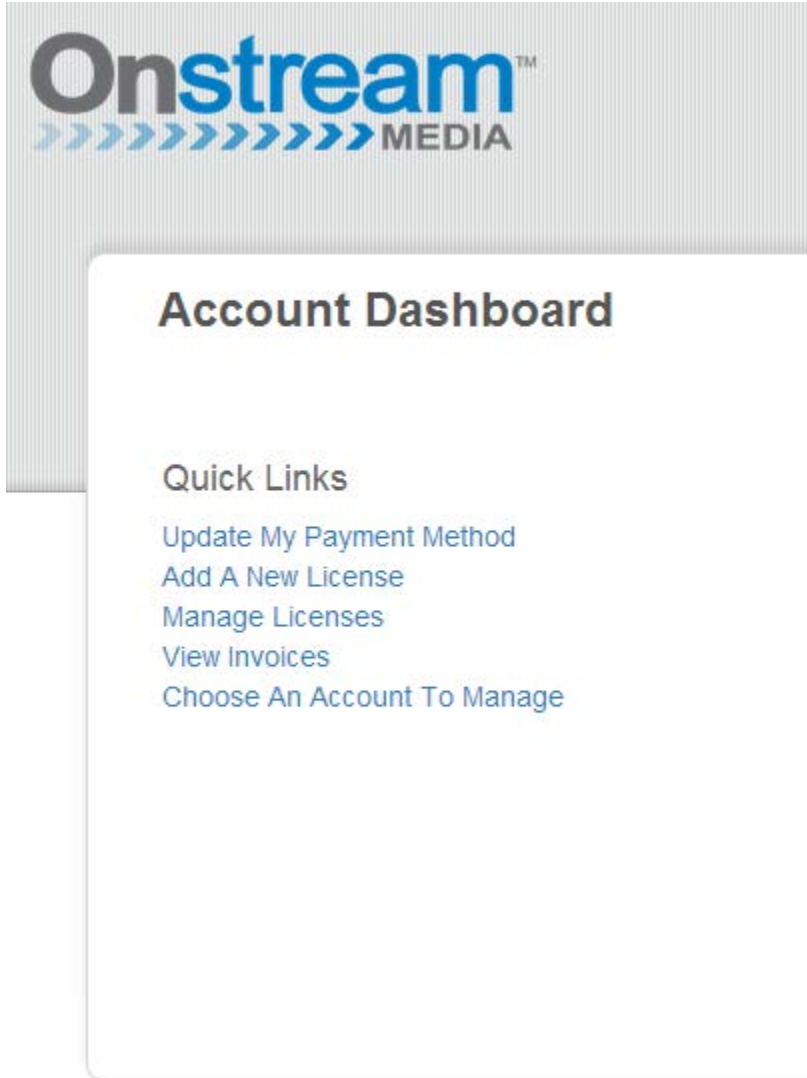 Onstream™
MEDIA
Account Dashboard
Quick Links
Update My Payment Method
Add A New License
Manage Licenses
View Invoices
Choose An Account To Manage